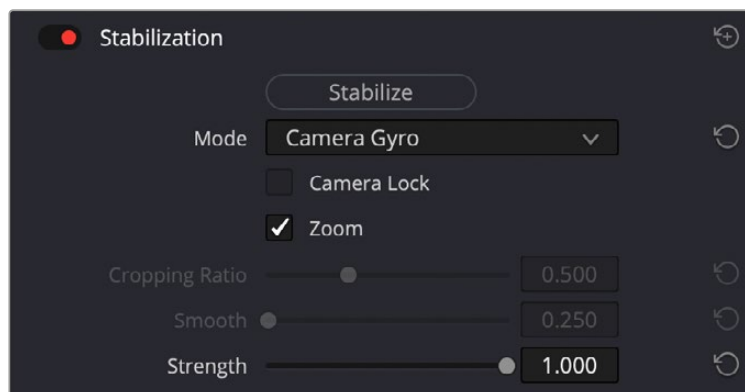 Stabilization
Stabilize
Mode Camera Gyro
Camera Lock
Zoom
Cropping Ratio 0.500
Smooth 0.250
Strength 1.000